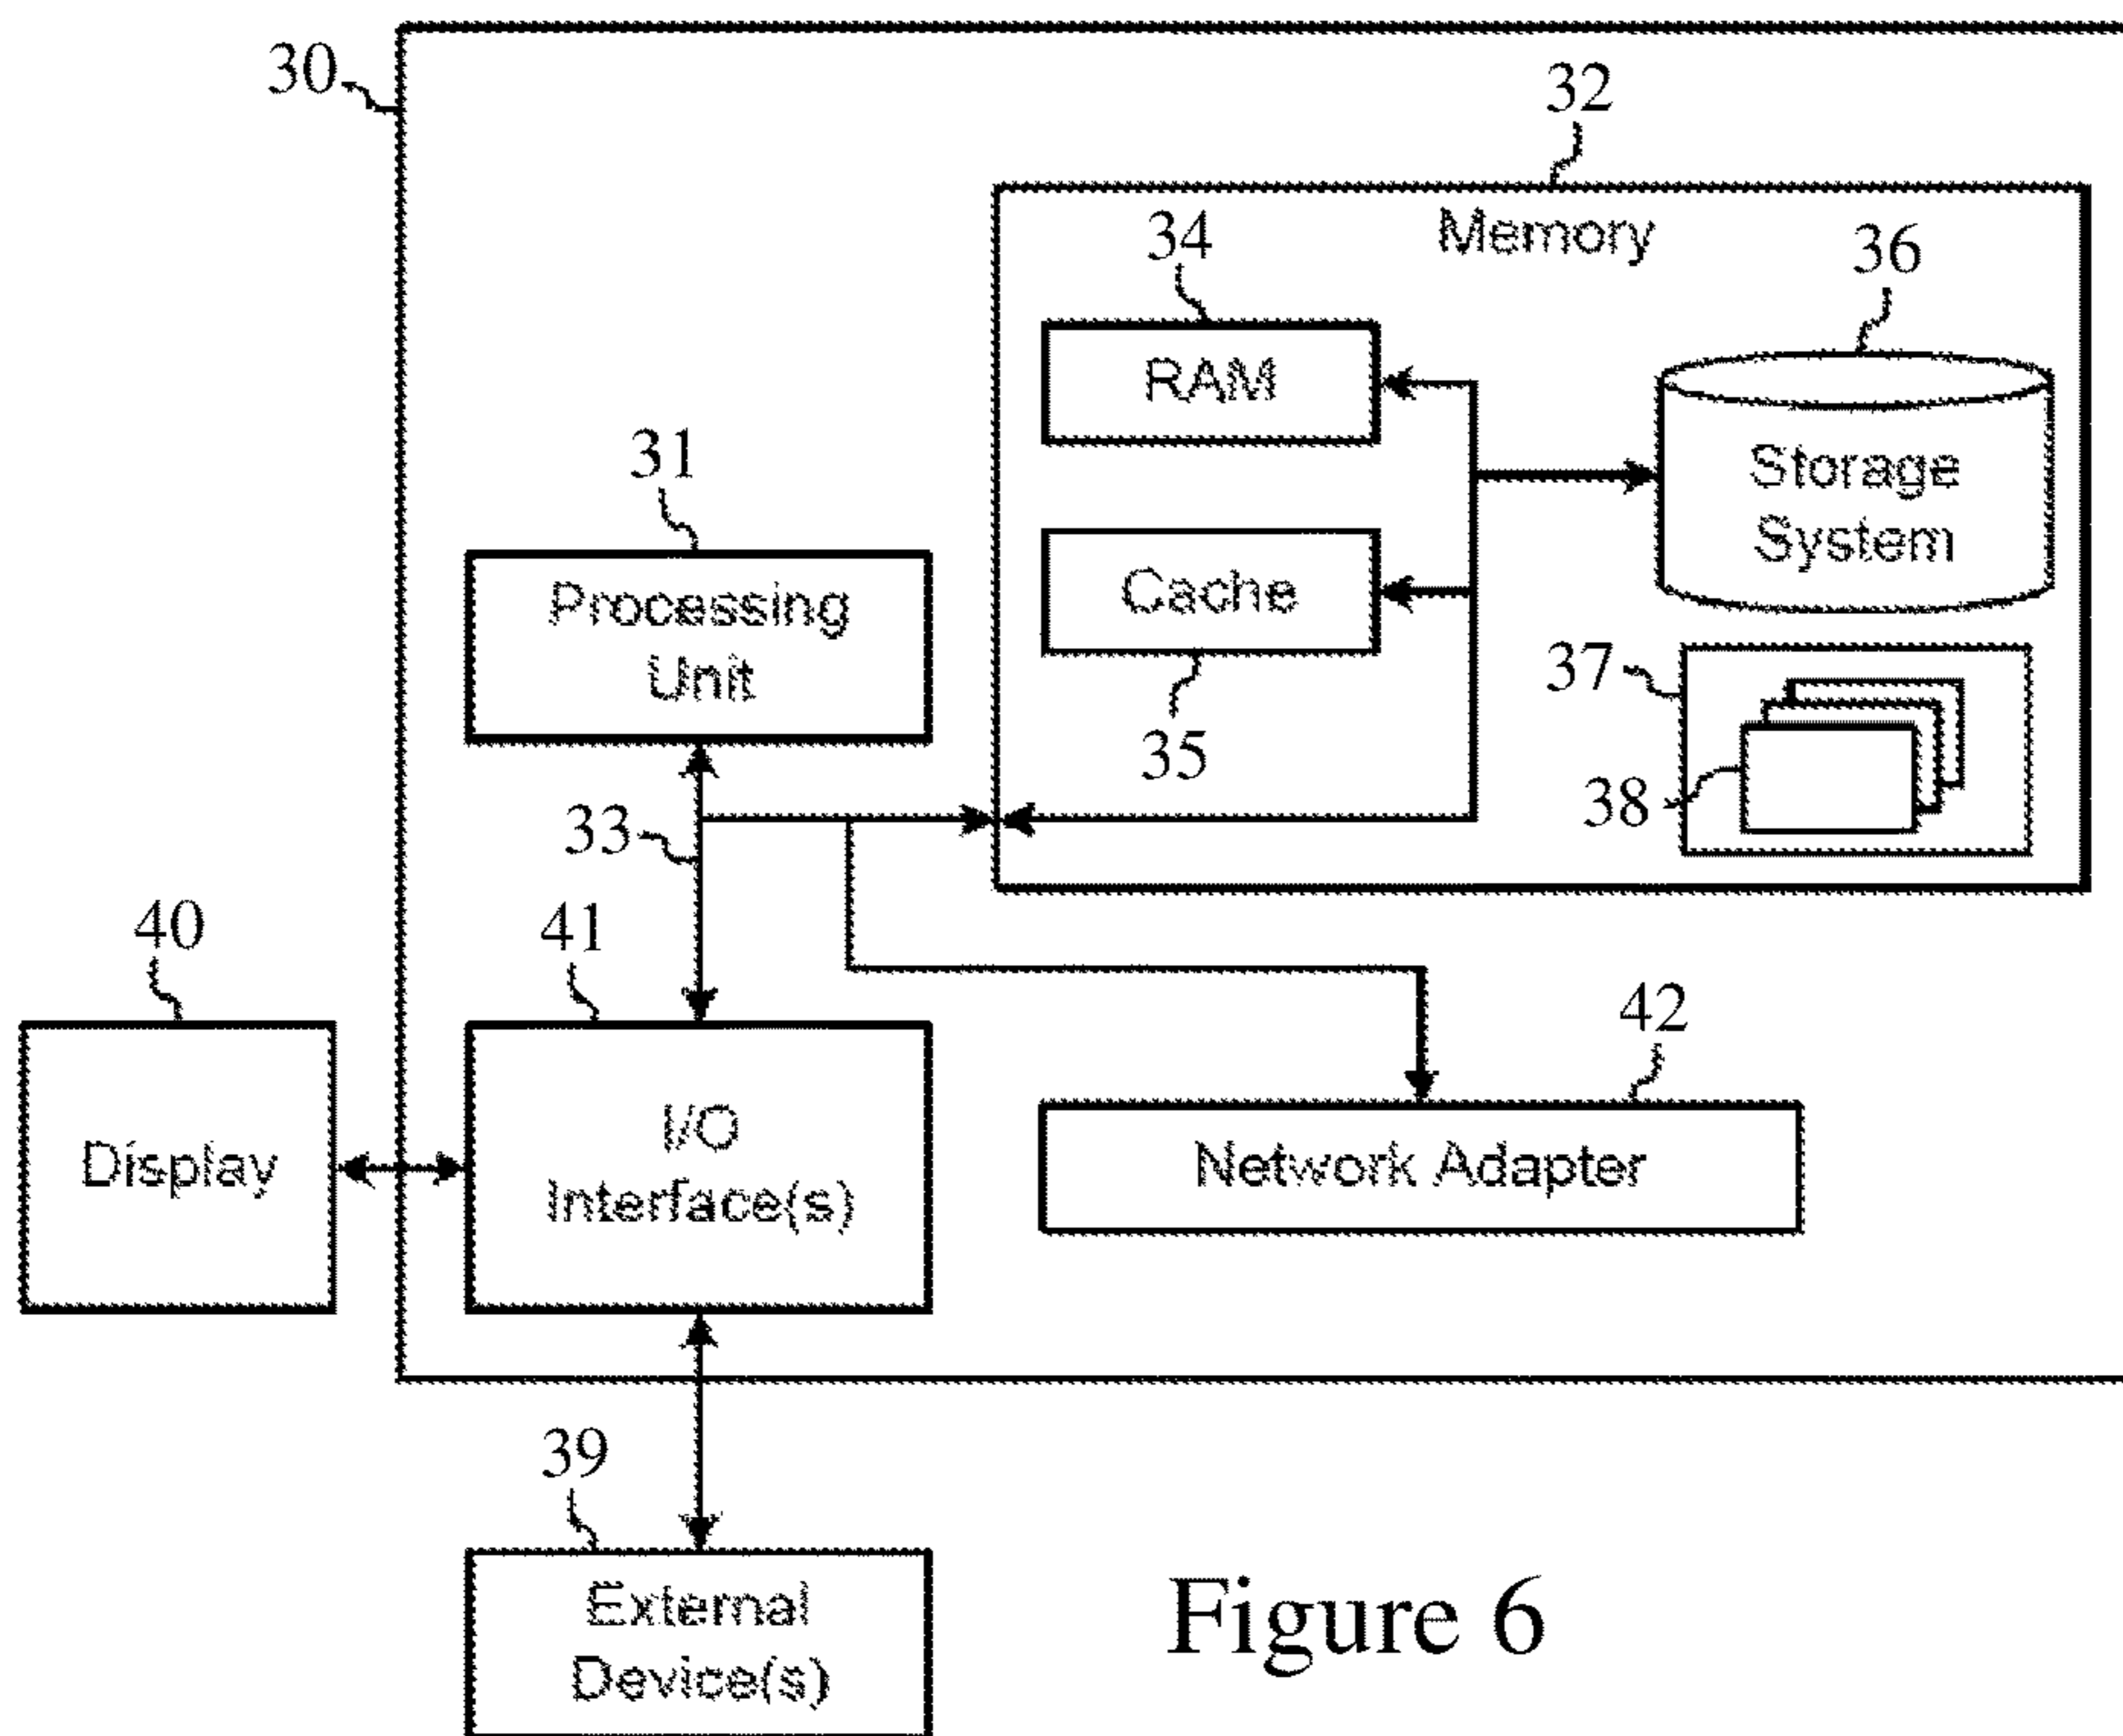 30
32
Memory
34
36
RAM
Storage
System
31
Processing
Unit
Cache
35
37
38
33
40
41
42
Display
I/O
Interface(s)
Network Adapter
39
External
Device(s)
Figure 6